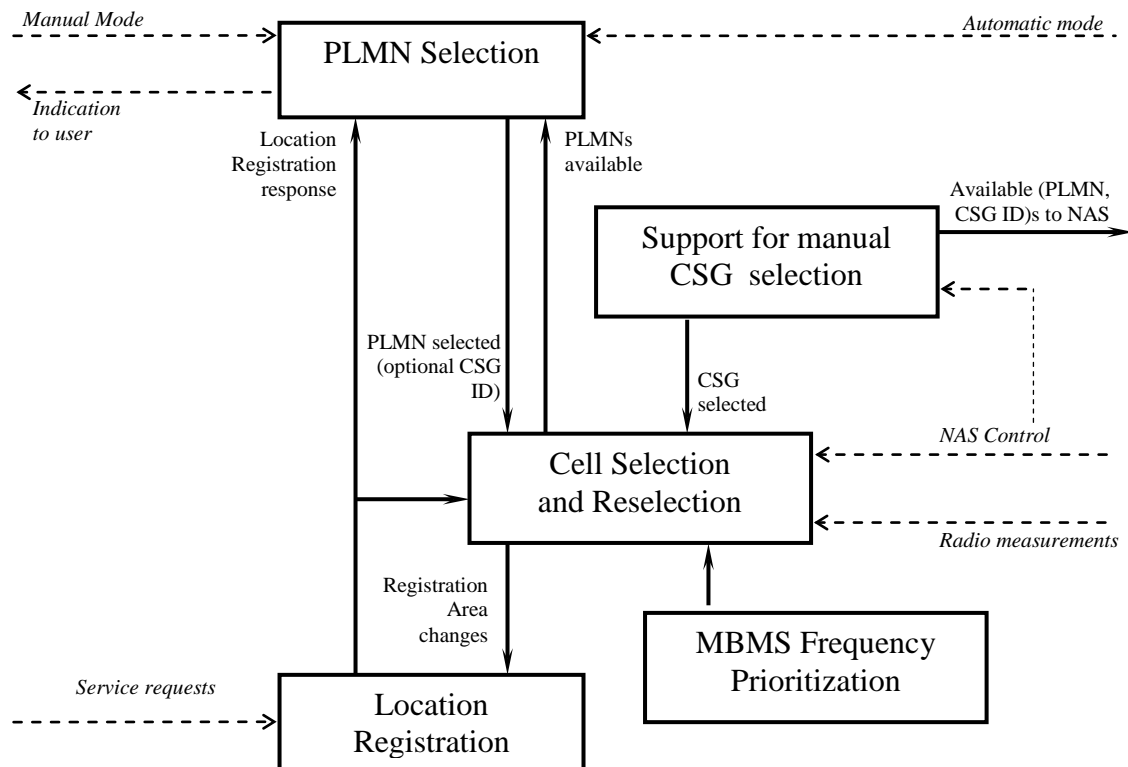 Manual Mode
PLMN Selection
Automatic mode
Indication
to user
Location
Registration
response
PLMNs
available
Available (PLMN,
CSG ID)s to NAS
Support for manual
CSG selection
PLMN selected
(optional CSG
ID)
CSG
selected
NAS Control
Cell Selection
and Reselection
Radio measurements
Registration
Area
changes
MBMS Frequency
Prioritization
Service requests
Location
Registration